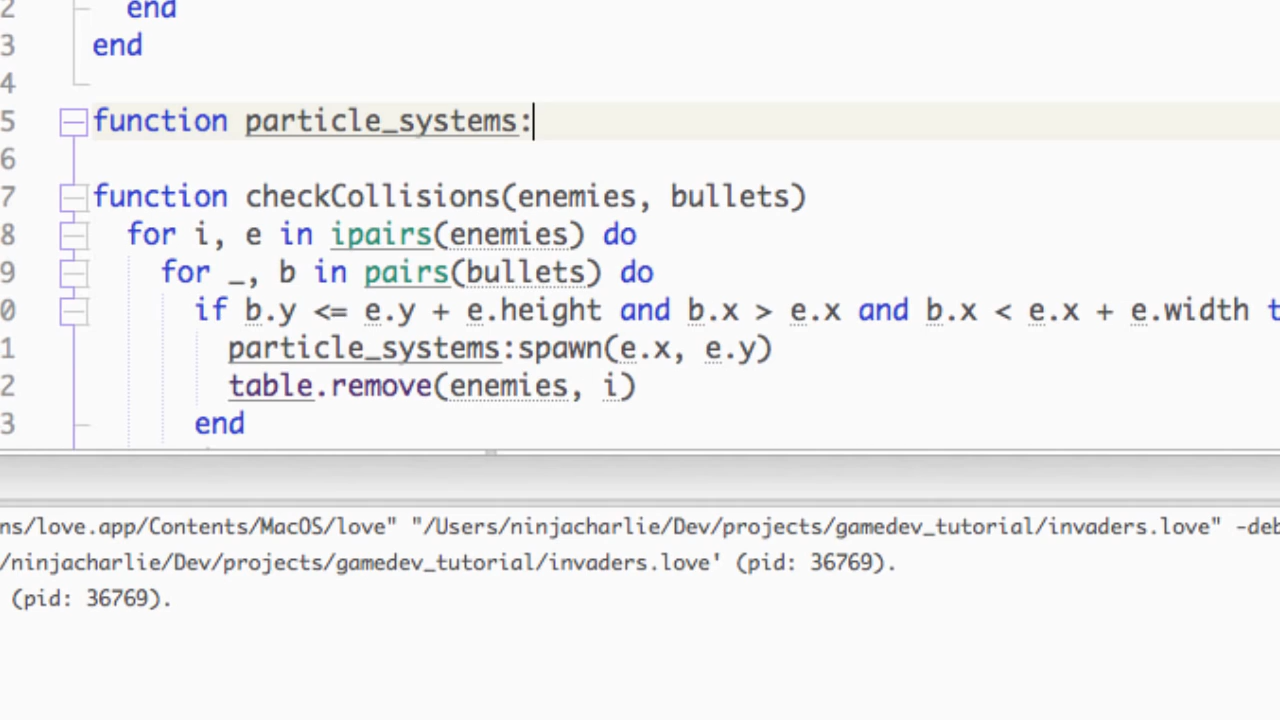 2 end
3 end
4
5 function particle_systems:
6
7 function checkCollisions(enemies, bullets)
8 for i, e in ipairs(enemies) do
9 for _, b in pairs(bullets) do
0 if b.y <= e.y + e.height and b.x > e.x and b.x < e.x + e.width t
1 particle_systems:spawn(e.x, e.y)
2 table.remove(enemies, i)
3 end
ns/love.app/Contents/MacOS/love" "/Users/ninjacharlie/Dev/projects/gamedev_tutorial/invaders.love" -deb
/ninjacharlie/Dev/projects/gamedev_tutorial/invaders.love' (pid: 36769).
(pid: 36769).